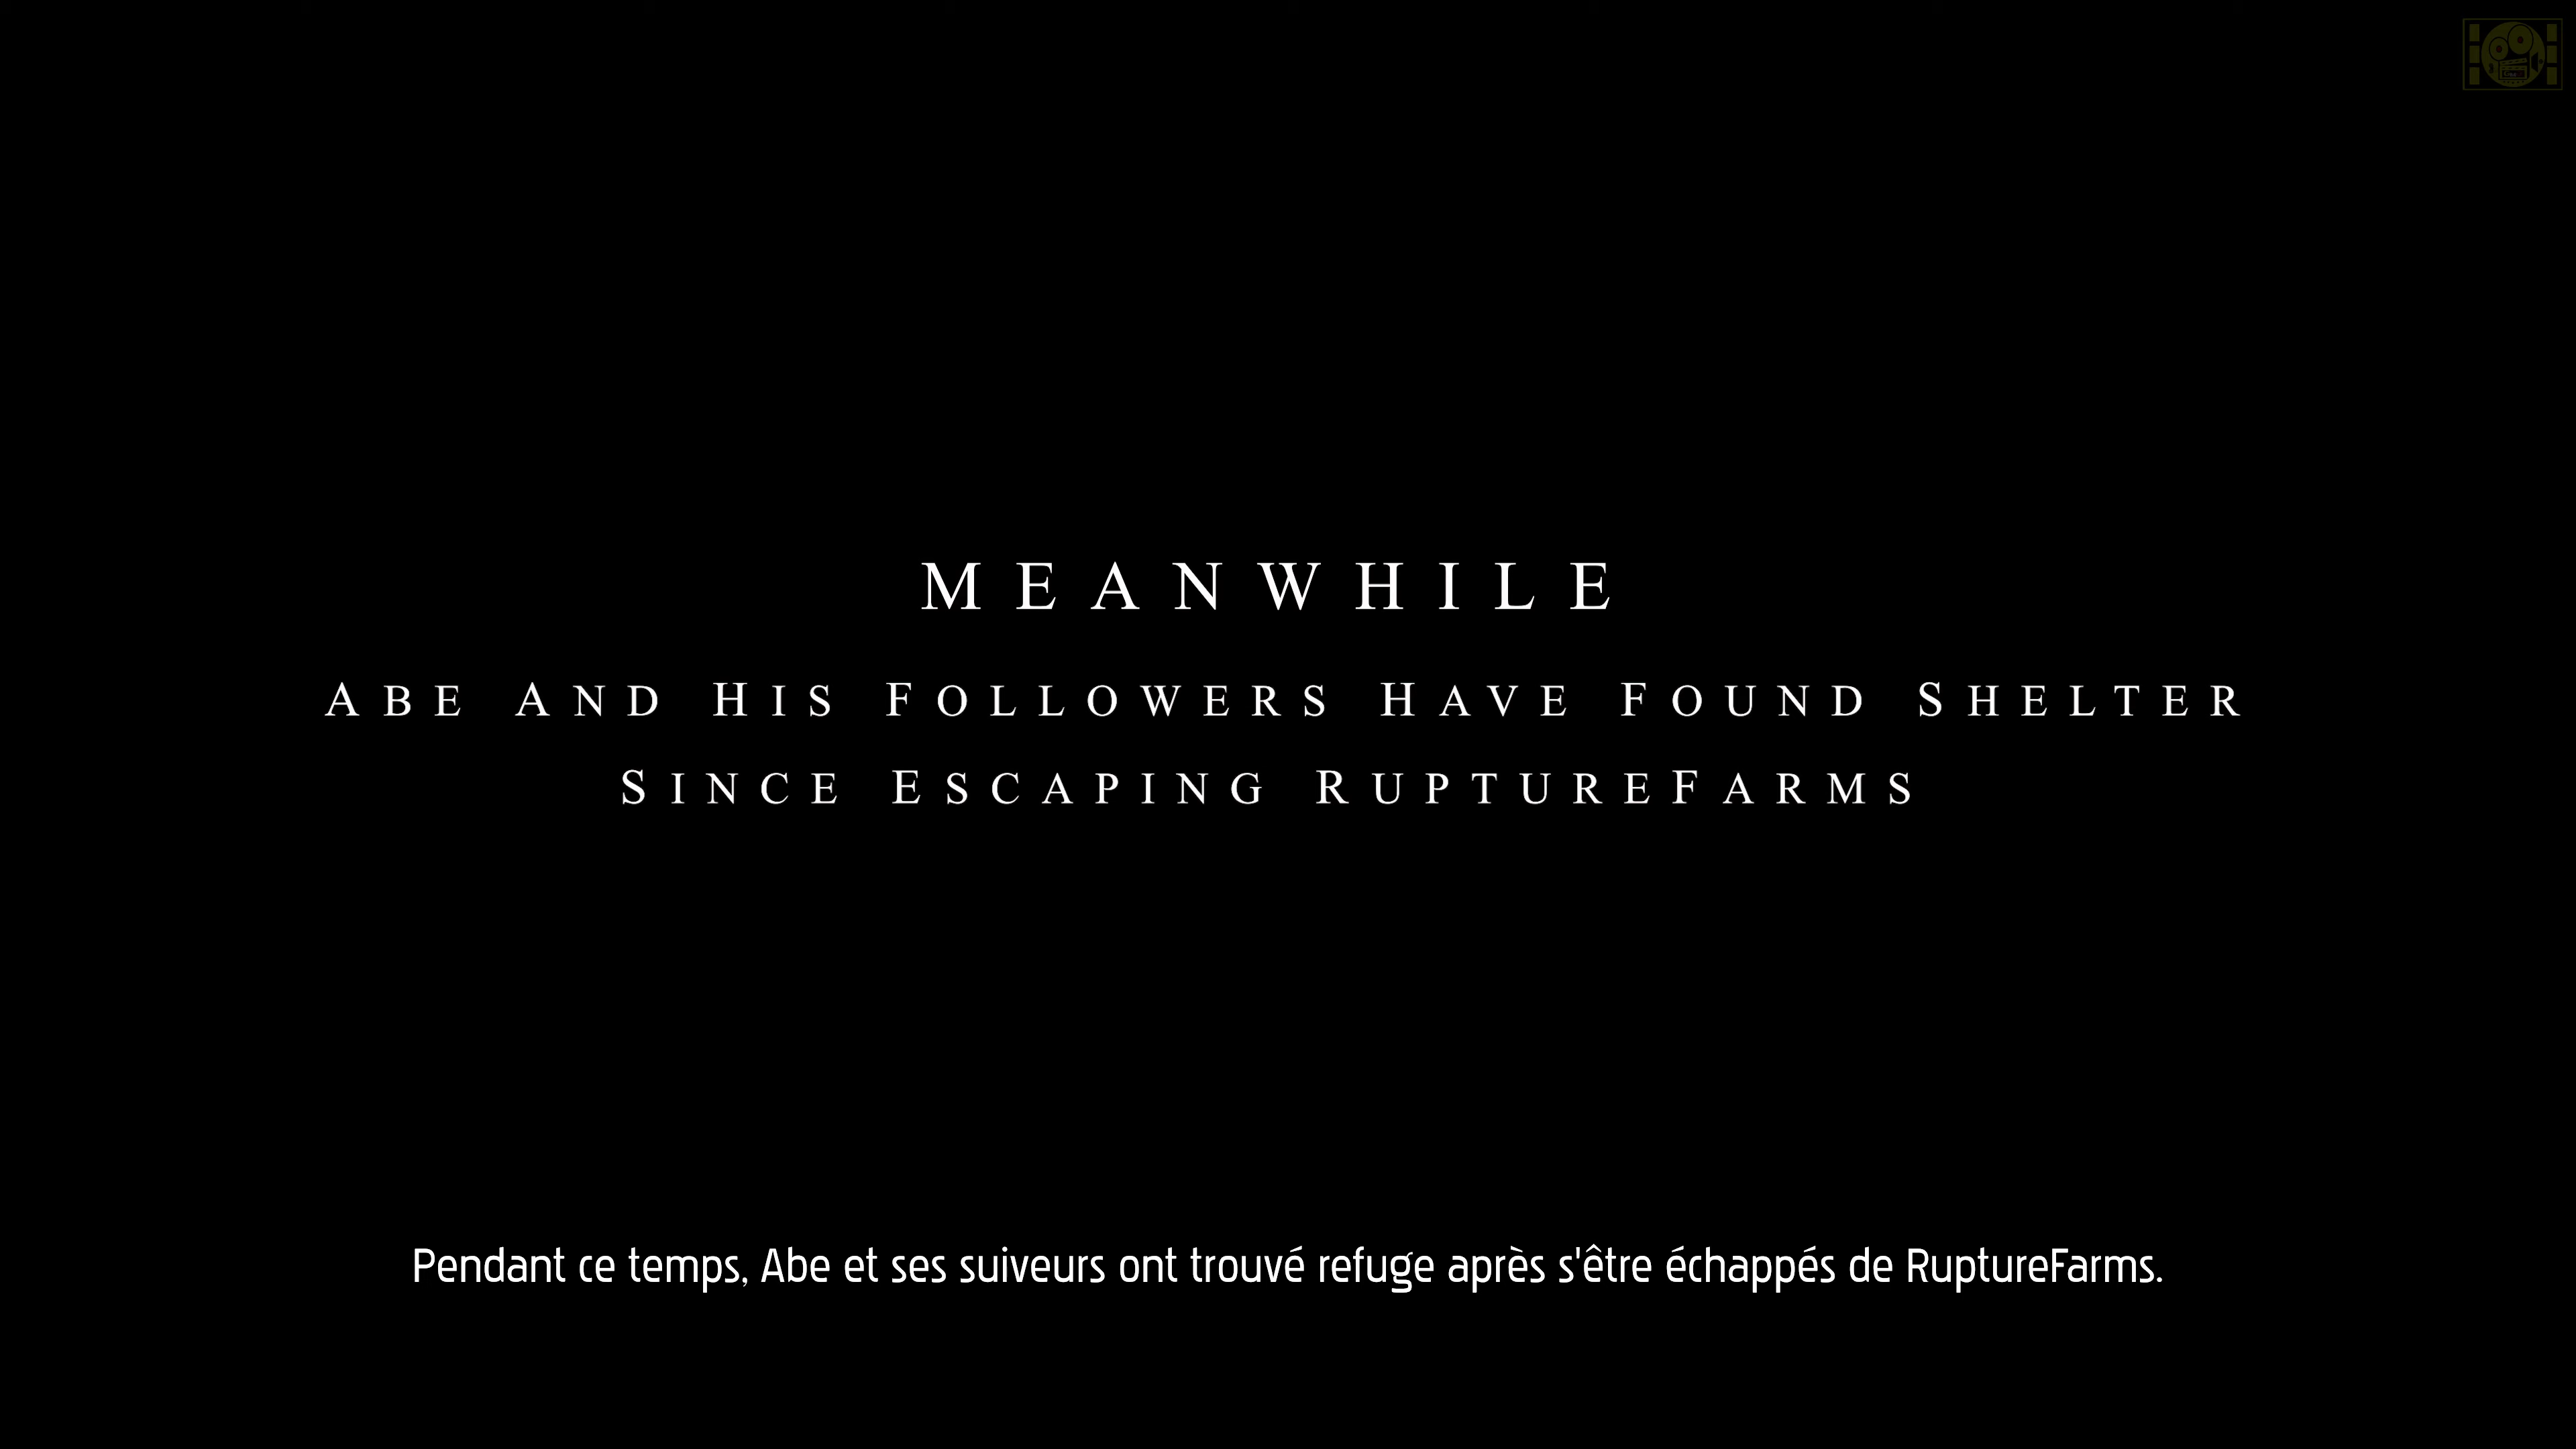 MEANWHILE
ABE AND HIS FOLLOWERS HAVE FOUND SHELTER
SINCE ESCAPING RUPTUREFARMS
Pendant ce temps, Abe et ses suiveurs ont trouvé refuge après s'être échappés de RuptureFarms.